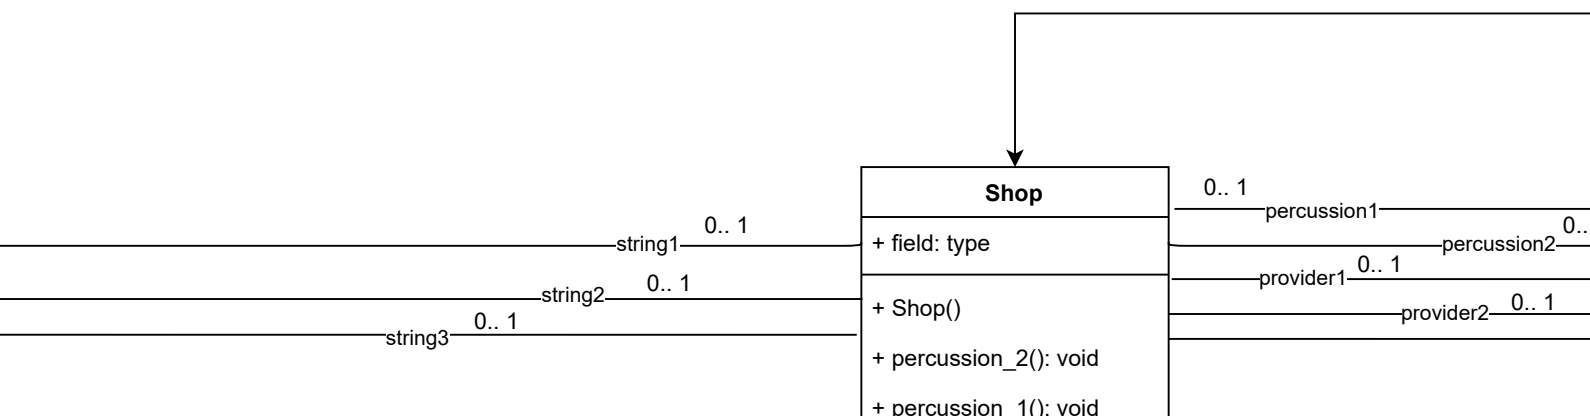 Shop
0.. 1
percussion1
0.. 1
string1
+ field: type
0..
percussion2
0.. 1
provider1
0.. 1
string2
+ Shop()
0.. 1
provider2
0.. 1
string3
+ percussion_2(): void
+ percussion_1(): void